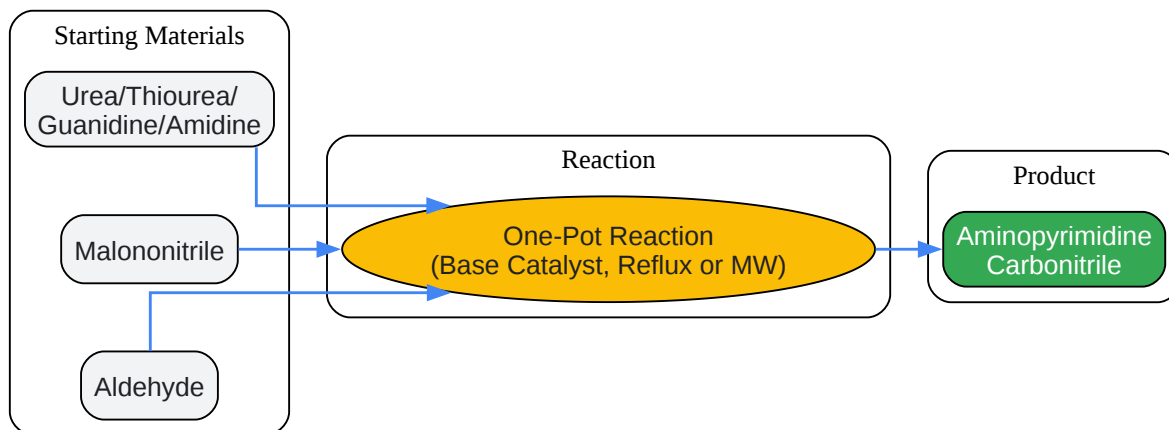 Starting Materials
Urea/Thiourea/
Guanidine/Amidine
Malononitrile
Aldehyde
Reaction
One-Pot Reaction
(Base Catalyst, Reflux or MW)
Product
Aminopyrimidine
Carbonitrile